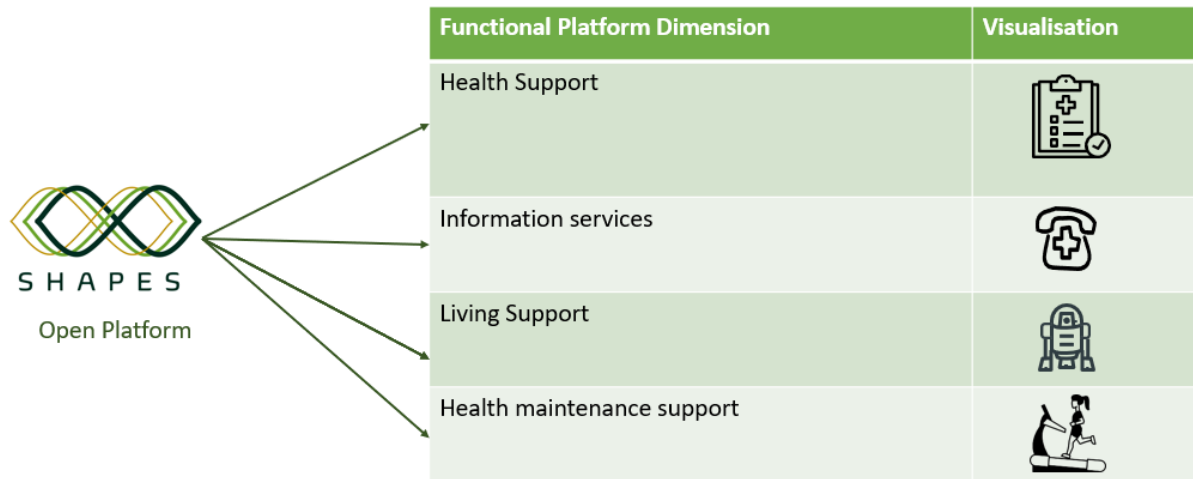 Functional Platform Dimension
Visualisation
Health Support
Information services
Living Support
Health maintenance support
SHAPES
Open Platform